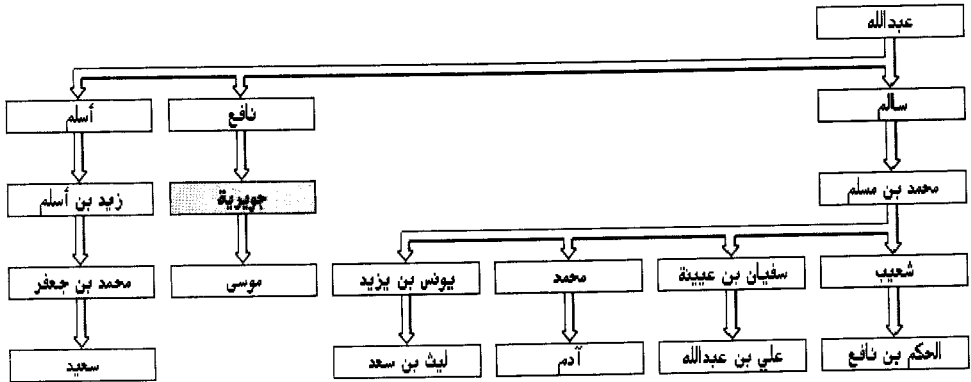 عبدالله
سالم
نافع
أسلم
محمد بن مسلم
جويرية
زيد بن أسلم
شعيب
سفيان بن عيينة
محمد
يونس بن يزيد
موسى
محمد بن جعفر
الحكم بن نافع
علي بن عبدالله
آدم
ليث بن سعد
سعيد